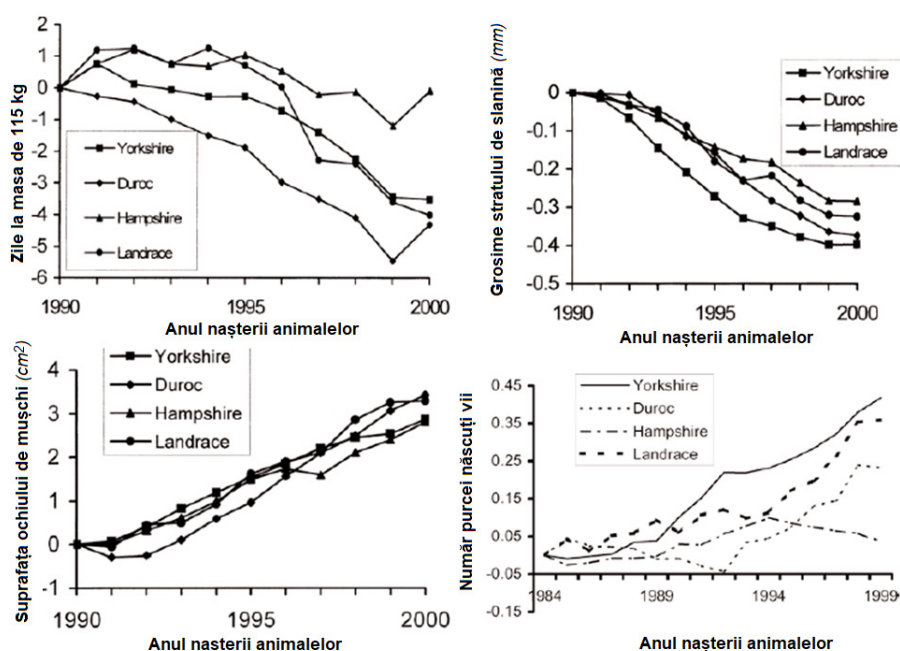 Zile la masa de 115 kg
2
1
0
-1
-2
-3
-4
-5
-6
Yorkshire
Duroc
Hampshire
Landrace
1990 1995 2000
Anul nașterii animalelor
Grosime stratului de slanină (mm)
0
-0.1
-0.2
-0.3
-0.4
-0.5
Yorkshire
Duroc
Hampshire
Landrace
1990 1995 2000
Anul nașterii animalelor
Suprafața ochiului de mușchi (cm²)
4
3
2
1
0
-1
Yorkshire
Duroc
Hampshire
Landrace
1990 1995 2000
Anul nașterii animalelor
Număr purcei născuți vii
0.45
0.35
0.25
0.15
0.05
-0.05
-0.15
Yorkshire
Duroc
Hampshire
Landrace
1984 1989 1994 1999
Anul nașterii animalelor